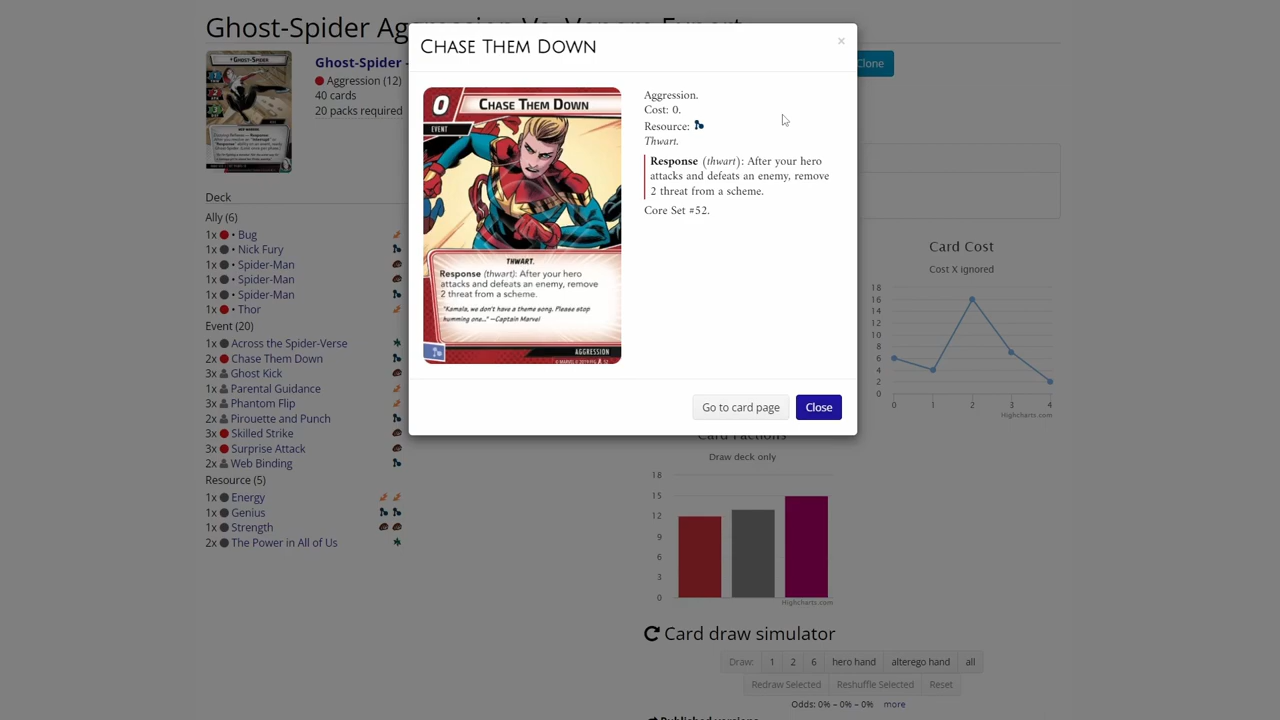 Ghost-Spider Aggression Vs. Venom Expert
CHASE THEM DOWN
×
Ghost-Spider -
Clone
Aggression (12)
40 cards
20 packs required
0
CHASE THEM DOWN
EVENT
THWART.
Response (thwart): After your hero
attacks and defeats an enemy, remove
2 threat from a scheme.
"Kamala, we don't have a theme song. Please stop
humming one..." —Captain Marvel
AGGRESSION
Aggression.
Cost: 0.
Resource:
Thwart.
Response (thwart): After your hero
attacks and defeats an enemy, remove
2 threat from a scheme.
Core Set #52.
Go to card page
Close
Deck
Ally (6)
1x • Bug
1x • Nick Fury
1x • Spider-Man
1x • Spider-Man
1x • Spider-Man
1x • Thor
Event (20)
1x Across the Spider-Verse
2x Chase Them Down
3x Ghost Kick
1x Parental Guidance
3x Phantom Flip
2x Pirouette and Punch
3x Skilled Strike
3x Surprise Attack
2x Web Binding
Resource (5)
1x Energy
1x Genius
1x Strength
2x The Power in All of Us
Card Cost
Cost X ignored
18
16
14
12
10
8
6
4
2
0
0 1 2 3 4
Highcharts.com
Card Factions
Draw deck only
18
15
12
9
6
3
0
Highcharts.com
Card draw simulator
Draw: 1 2 6 hero hand alterego hand all
Redraw Selected Reshuffle Selected Reset
Odds: 0% – 0% – 0% more
Published versions